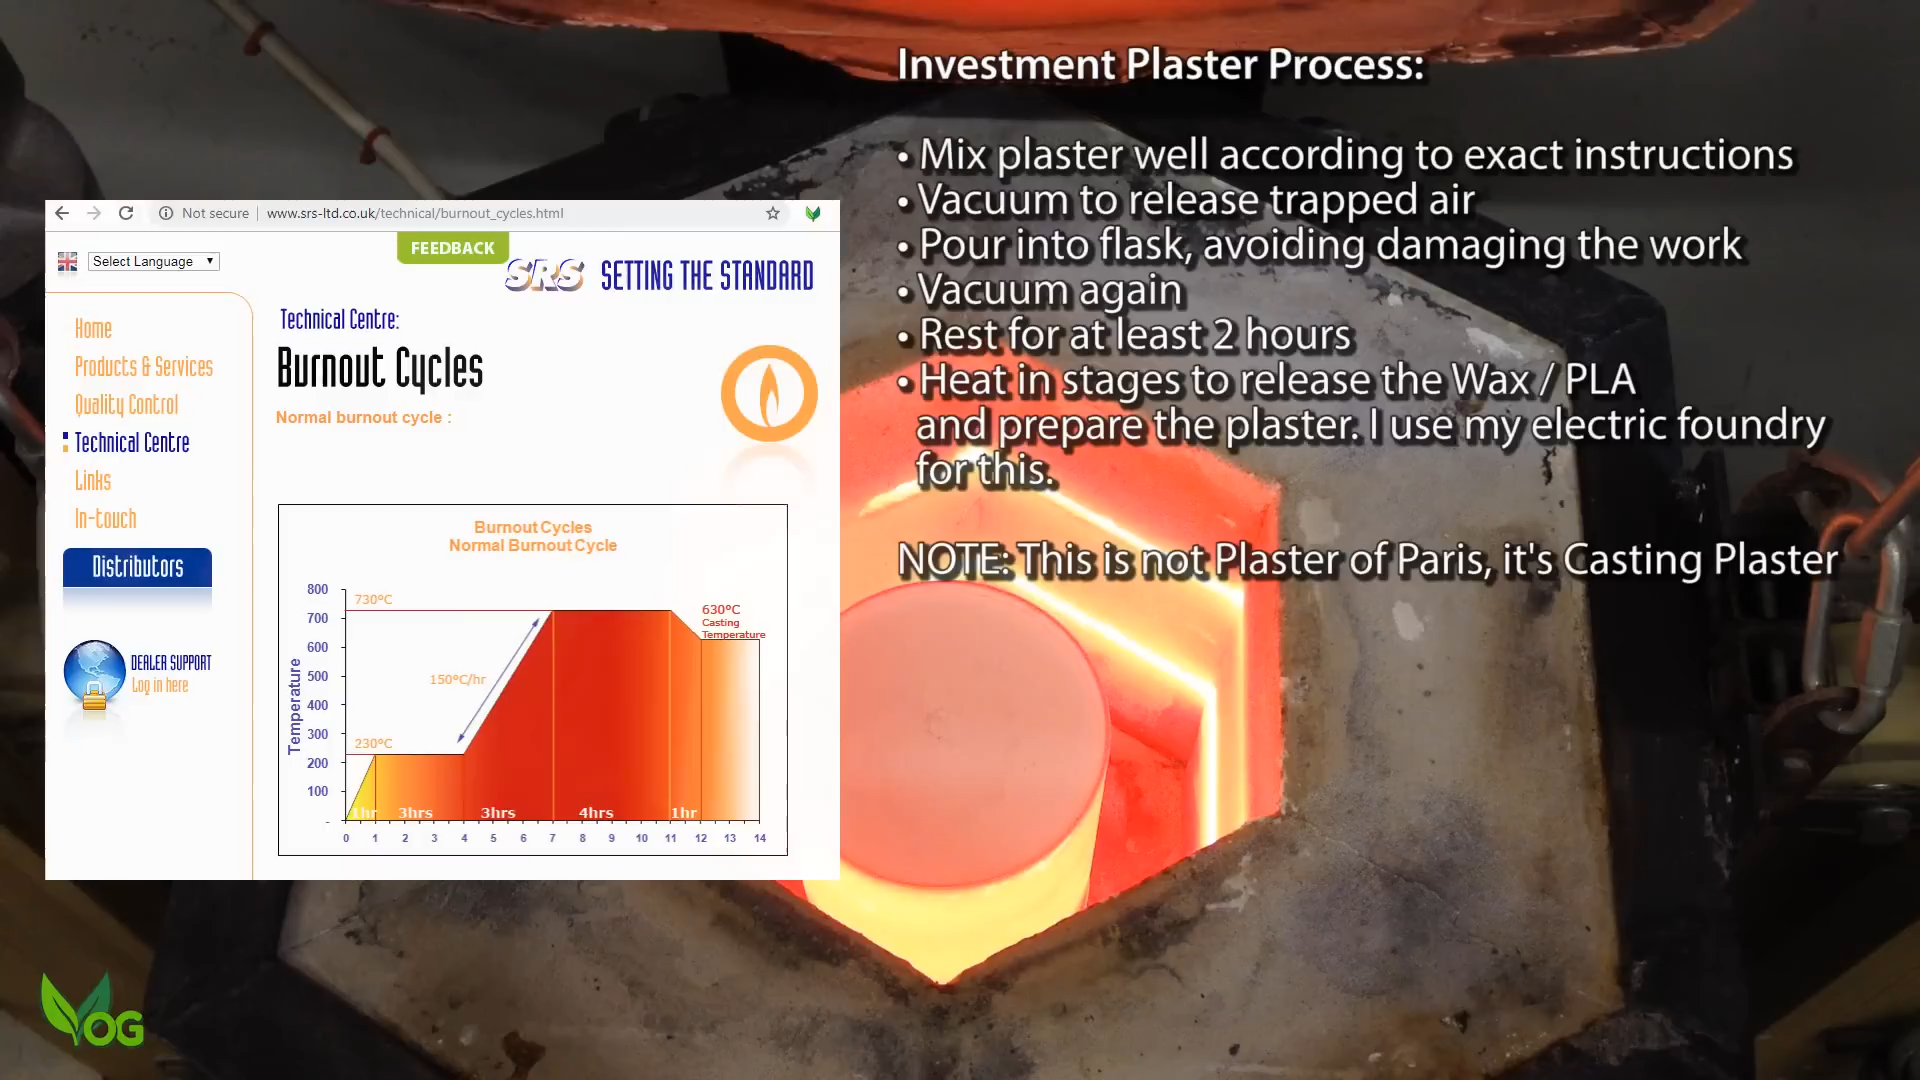 Investment Plaster Process:
• Mix plaster well according to exact instructions
• Vacuum to release trapped air
• Pour into flask, avoiding damaging the work
• Vacuum again
• Rest for at least 2 hours
• Heat in stages to release the Wax / PLA
and prepare the plaster. I use my electric foundry
for this.
NOTE: This is not Plaster of Paris, it's Casting Plaster
Not secure | www.srs-ltd.co.uk/technical/burnout_cycles.html
Select Language
FEEDBACK
SRS SETTING THE STANDARD
Home
Products & Services
Quality Control
Technical Centre
Links
In-touch
Distributors
DEALER SUPPORT
Log in here
Technical Centre:
Burnout Cycles
Normal burnout cycle :
Burnout Cycles
Normal Burnout Cycle
Temperature
800
700
600
500
400
300
200
100
-
730°C
230°C
150°C/hr
630°C
Casting
Temperature
1hr 3hrs 3hrs 4hrs 1hr
0 1 2 3 4 5 6 7 8 9 10 11 12 13 14
VOG